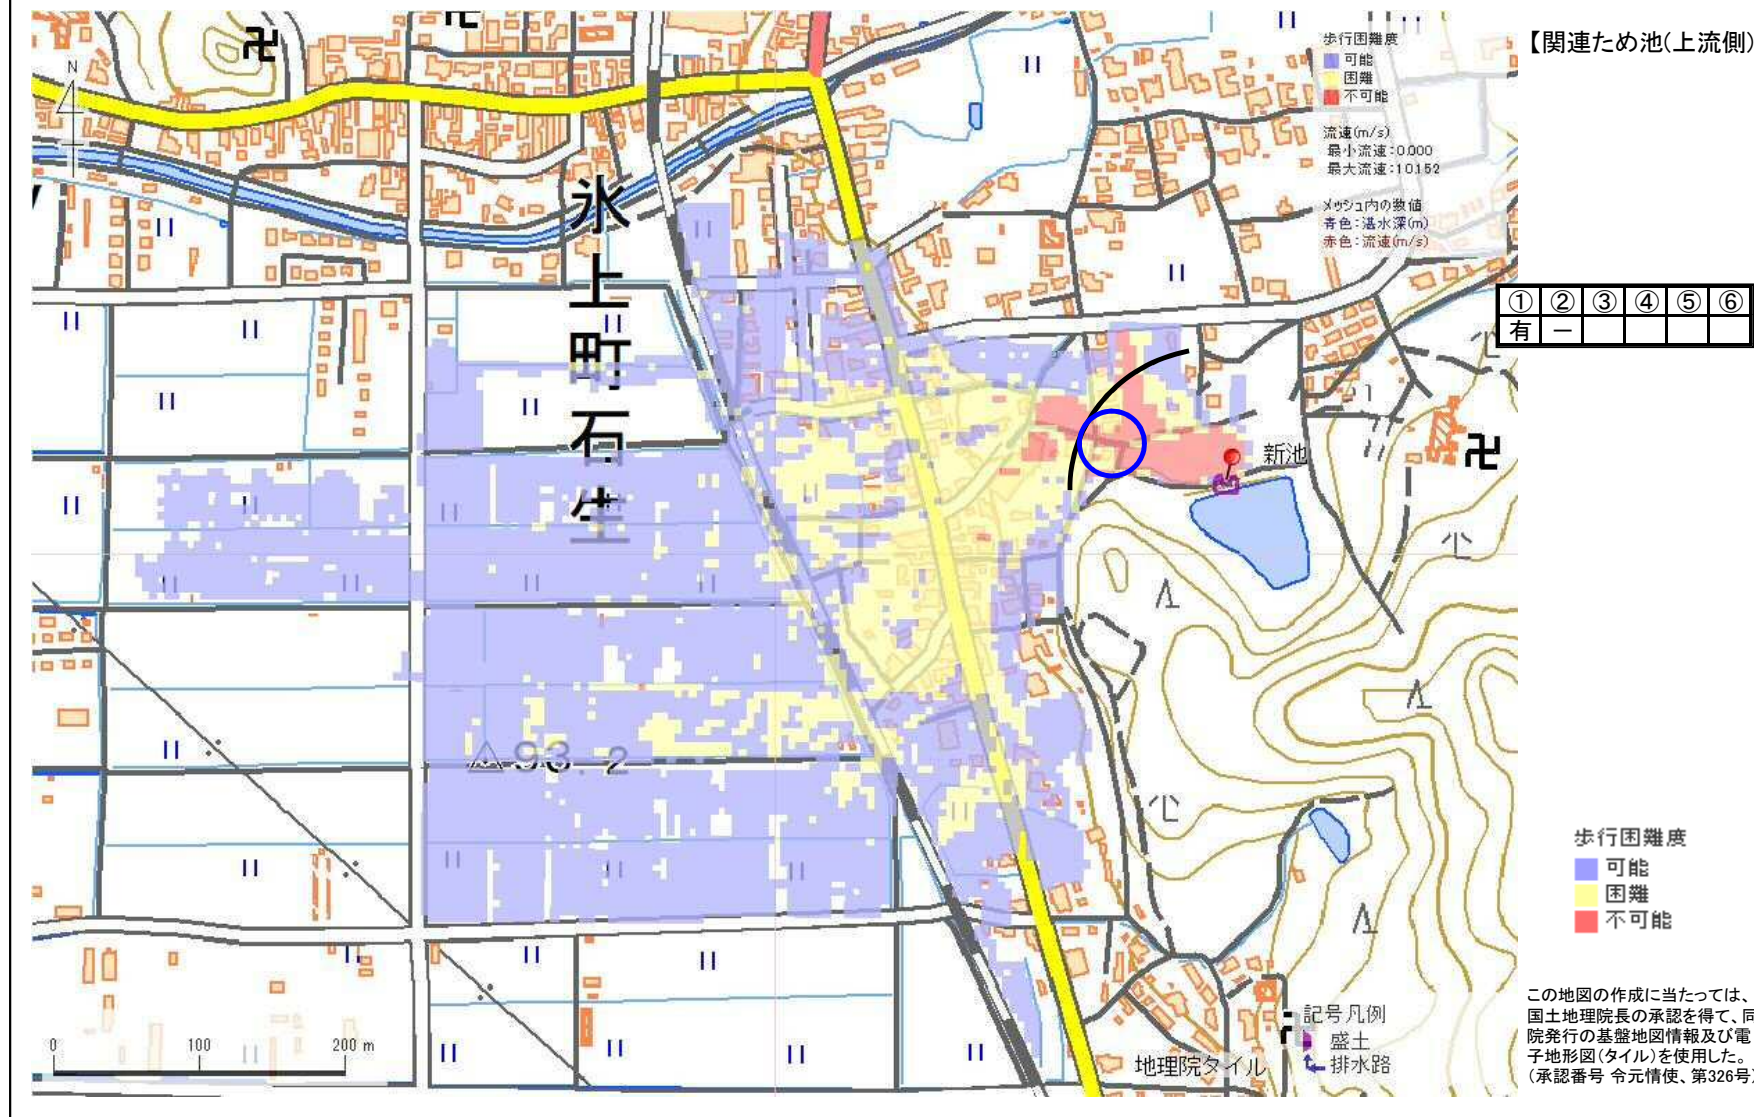 歩行困難度
可能
困難
不可能
流速(m/s)
最小流速:0.000
最大流速:10.152
メッシュ内の数値
青色:湛水深(m)
赤色:流速(m/s)
【関連ため池(上流側)
① ② ③ ④ ⑤ ⑥
有 －
N
氷上町石生
新池
93.2
歩行困難度
可能
困難
不可能
0 100 200 m
地理院タイル
記号凡例
盛土
排水路
この地図の作成に当たっては、
国土地理院長の承認を得て、同
院発行の基盤地図情報及び電
子地形図(タイル)を使用した。
(承認番号 令元情使、第326号)